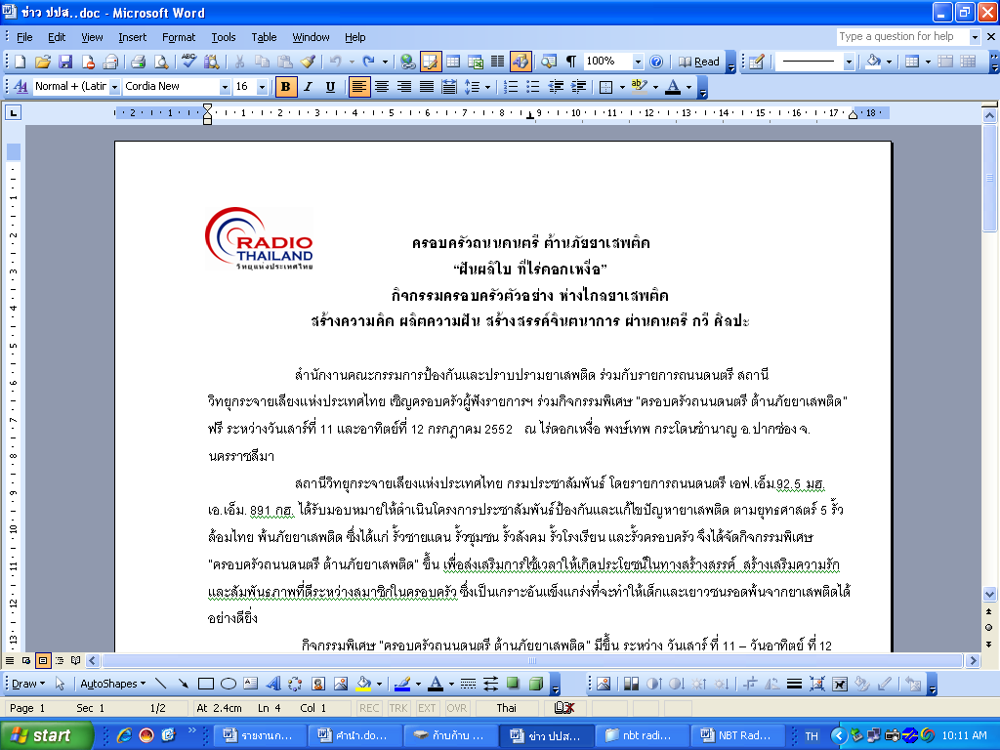 ข่าว ปปส..doc - Microsoft Word
File Edit View Insert Format Tools Table Window Help Type a question for help
100% Read
Normal + (Latir Cordia New 16 B I U
2 1 1 2 3 4 5 6 7 8 9 10 11 12 13 14 15 16 17 18
RADIO
THAILAND
วิทยุแห่งประเทศไทย
ครอบครัวถนนดนตรี ต้านภัยยาเสพติด
“ฝันผลิใบ ที่ไร่ดอกเหงื่อ”
กิจกรรมครอบครัวตัวอย่าง ห่างไกลยาเสพติด
สร้างความคิด ผลิตความฝัน สร้างสรรค์จินตนาการ ผ่านดนตรี กวี ศิลปะ
สำนักงานคณะกรรมการป้องกันและปราบปรามยาเสพติด ร่วมกับรายการถนนดนตรี สถานี
วิทยุกระจายเสียงแห่งประเทศไทย เชิญครอบครัวผู้ฟังรายการฯ ร่วมกิจกรรมพิเศษ "ครอบครัวถนนดนตรี ต้านภัยยาเสพติด"
ฟรี ระหว่างวันเสาร์ที่ 11 และอาทิตย์ที่ 12 กรกฎาคม 2552 ณ ไร่ดอกเหงื่อ พงษ์เทพ กระโดนชำนาญ อ.ปากช่อง จ.
นครราชสีมา
สถานีวิทยุกระจายเสียงแห่งประเทศไทย กรมประชาสัมพันธ์ โดยรายการถนนดนตรี เอฟ.เอ็ม.92.5 มฮ.
เอ.เอ็ม. 891 กฮ. ได้รับมอบหมายให้ดำเนินโครงการประชาสัมพันธ์ป้องกันและแก้ไขปัญหายาเสพติด ตามยุทธศาสตร์ 5 รั้ว
ล้อมไทย พ้นภัยยาเสพติด ซึ่งได้แก่ รั้วชายแดน รั้วชุมชน รั้วสังคม รั้วโรงเรียน และรั้วครอบครัว จึงได้จัดกิจกรรมพิเศษ
"ครอบครัวถนนดนตรี ต้านภัยยาเสพติด" ขึ้น เพื่อส่งเสริมการใช้เวลาให้เกิดประโยชน์ในทางสร้างสรรค์ สร้างเสริมความรัก
และสัมพันธภาพที่ดีระหว่างสมาชิกในครอบครัว ซึ่งเป็นเกราะอันแข็งแกร่งที่จะทำให้เด็กและเยาวชนรอดพ้นจากยาเสพติดได้
อย่างดียิ่ง
กิจกรรมพิเศษ "ครอบครัวถนนดนตรี ต้านภัยยาเสพติด" มีขึ้น ระหว่าง วันเสาร์ ที่ 11 – วันอาทิตย์ ที่ 12
Draw AutoShapes
Page 1 Sec 1 1/2 At 2.4cm Ln 4 Col 1 REC TRK EXT OVR Thai
start รายงานก... คำนำ.do... ก้าบก้าบ ... ข่าว ปปส... nbt radi... NBT Rad... TH 10:11 AM